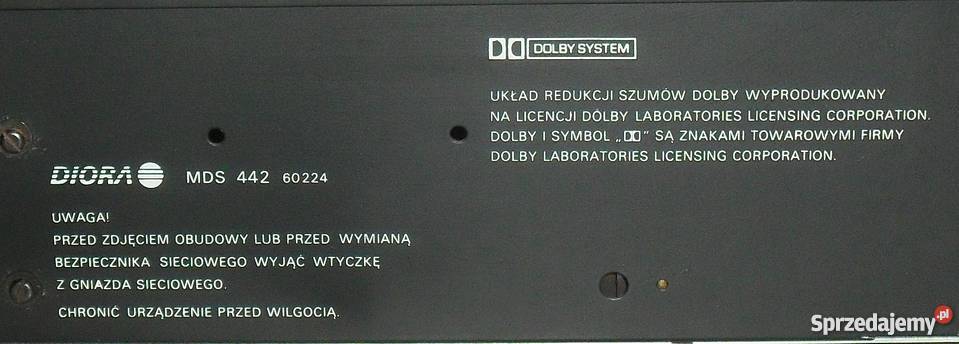 DOLBY SYSTEM
UKŁAD REDUKCJI SZUMÓW DOLBY WYPRODUKOWANY
NA LICENCJI DOLBY LABORATORIES LICENSING CORPORATION.
DOLBY I SYMBOL „DD” SĄ ZNAKAMI TOWAROWYMI FIRMY
DOLBY LABORATORIES LICENSING CORPORATION.
DIORA MDS 442 60224
UWAGA!
PRZED ZDJĘCIEM OBUDOWY LUB PRZED WYMIANĄ
BEZPIECZNIKA SIECIOWEGO WYJĄĆ WTYCZKĘ
Z GNIAZDA SIECIOWEGO.
CHRONIĆ URZĄDZENIE PRZED WILGOCIĄ.
Sprzedajemy.pl